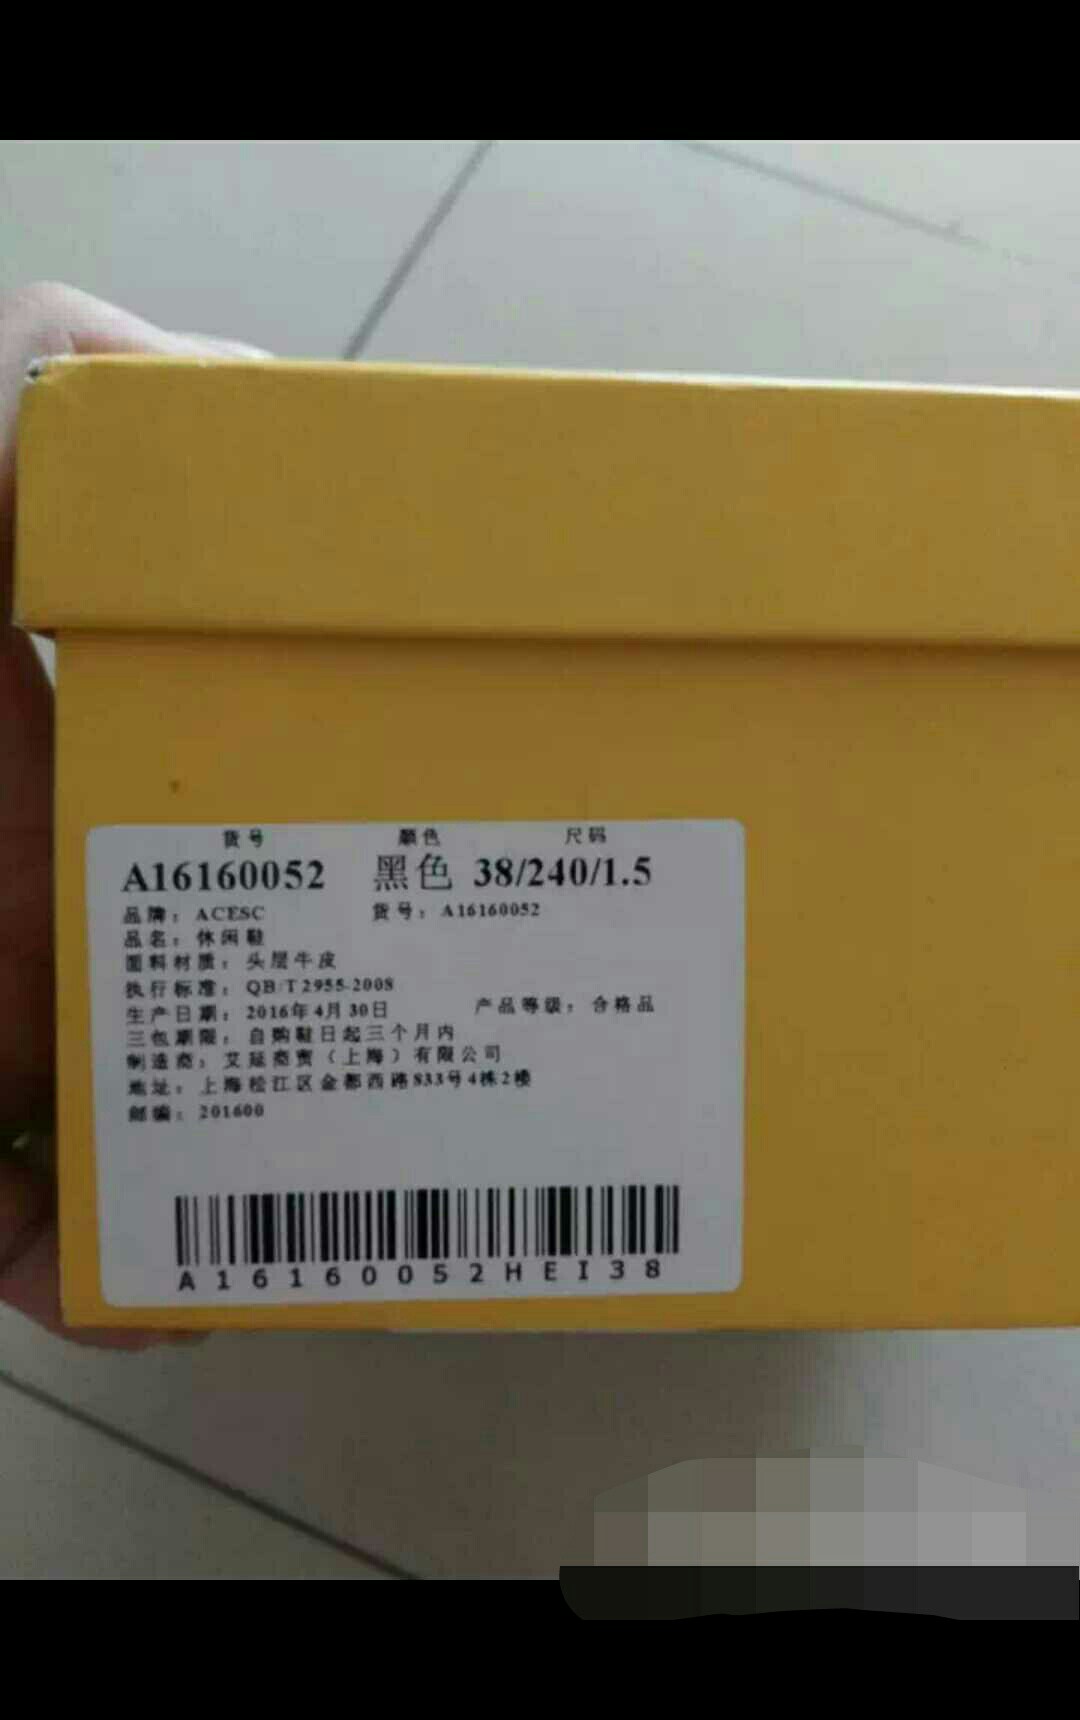 货号 颜色 尺码
A16160052 黑色 38/240/1.5
品牌：ACESC 货号：A16160052
品名：休闲鞋
面料材质：头层牛皮
执行标准：QB/T2955-2008
生产日期：2016年4月30日 产品等级：合格品
三包期限：自购鞋日起三个月内
制造商：艾延商贸（上海）有限公司
地址：上海松江区金都西路833号4栋2楼
邮编：201600
A16160052HEI38